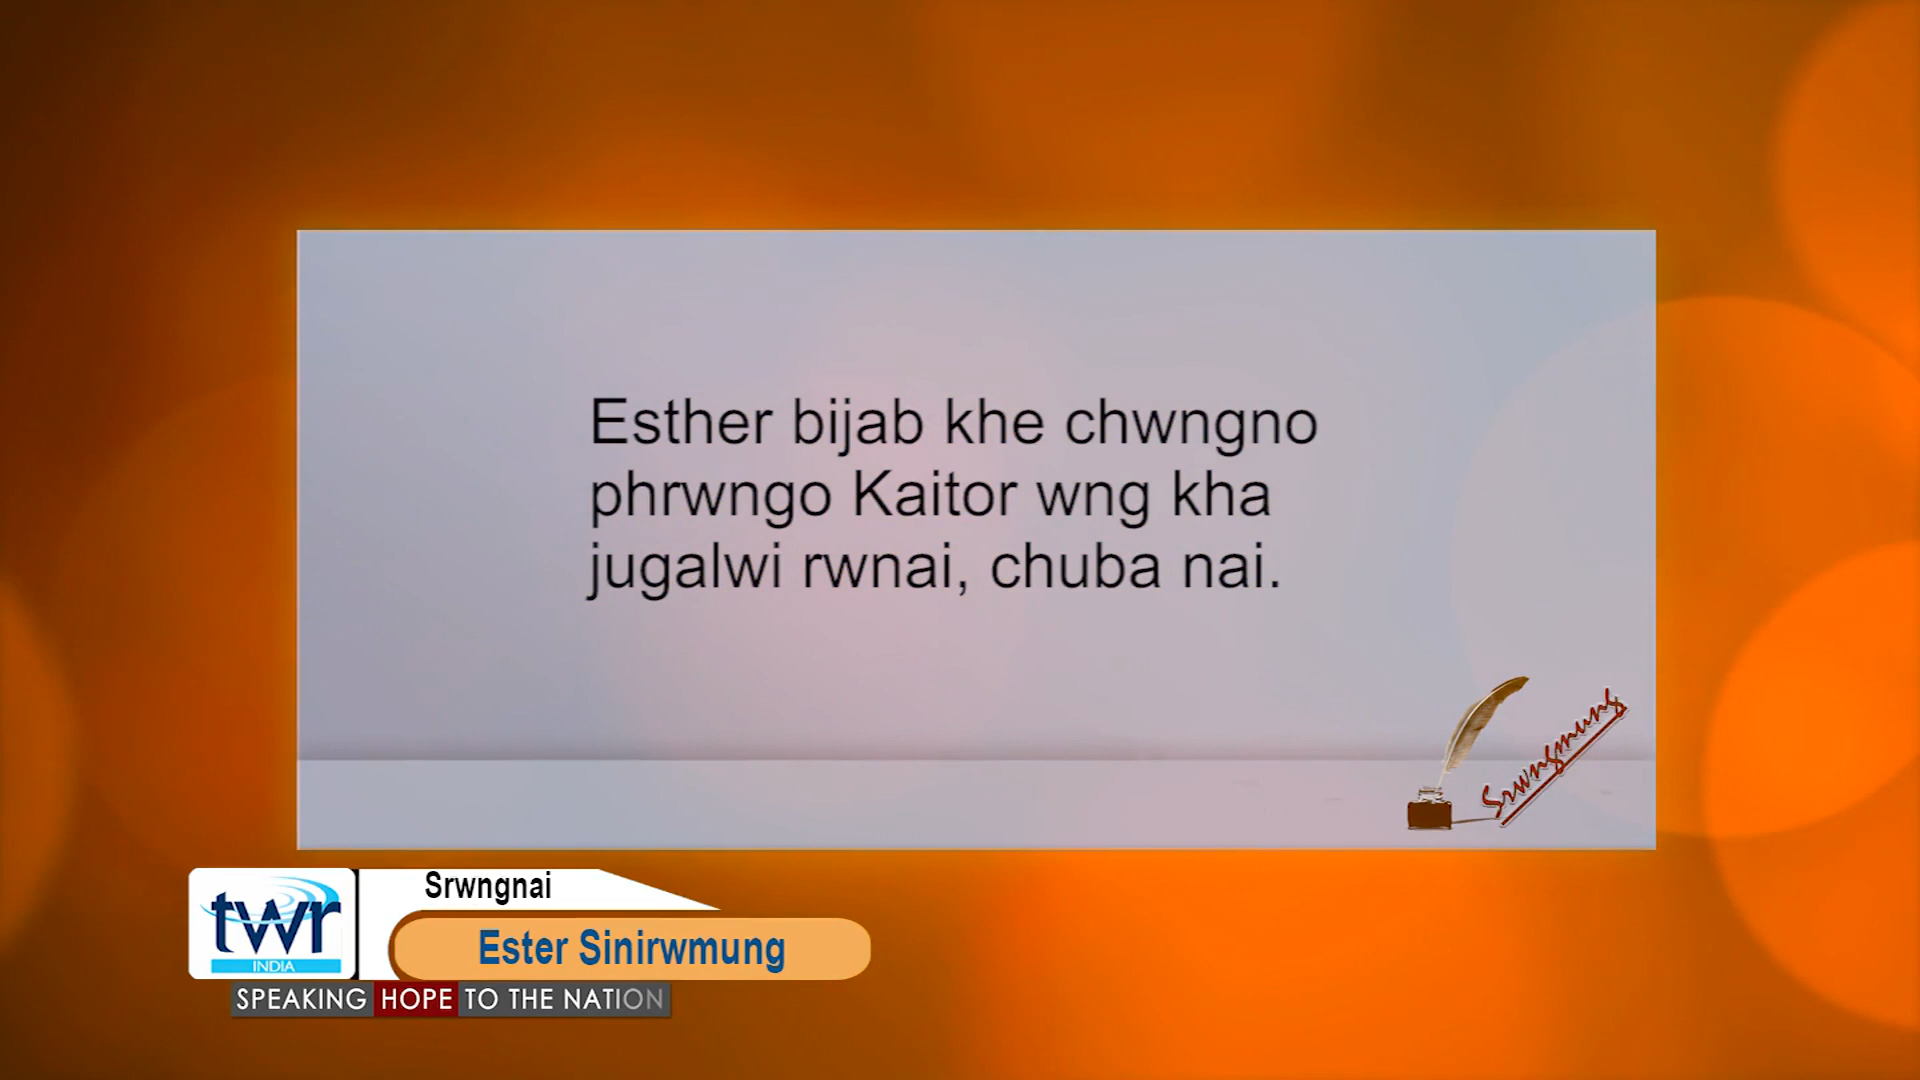 Esther bijab khe chwngno
phrwngo Kaitor wng kha
jugalwi rwnai, chuba nai.
Srwngmung
twr
INDIA
Srwngnai
Ester Sinirwmung
SPEAKING HOPE TO THE NATION